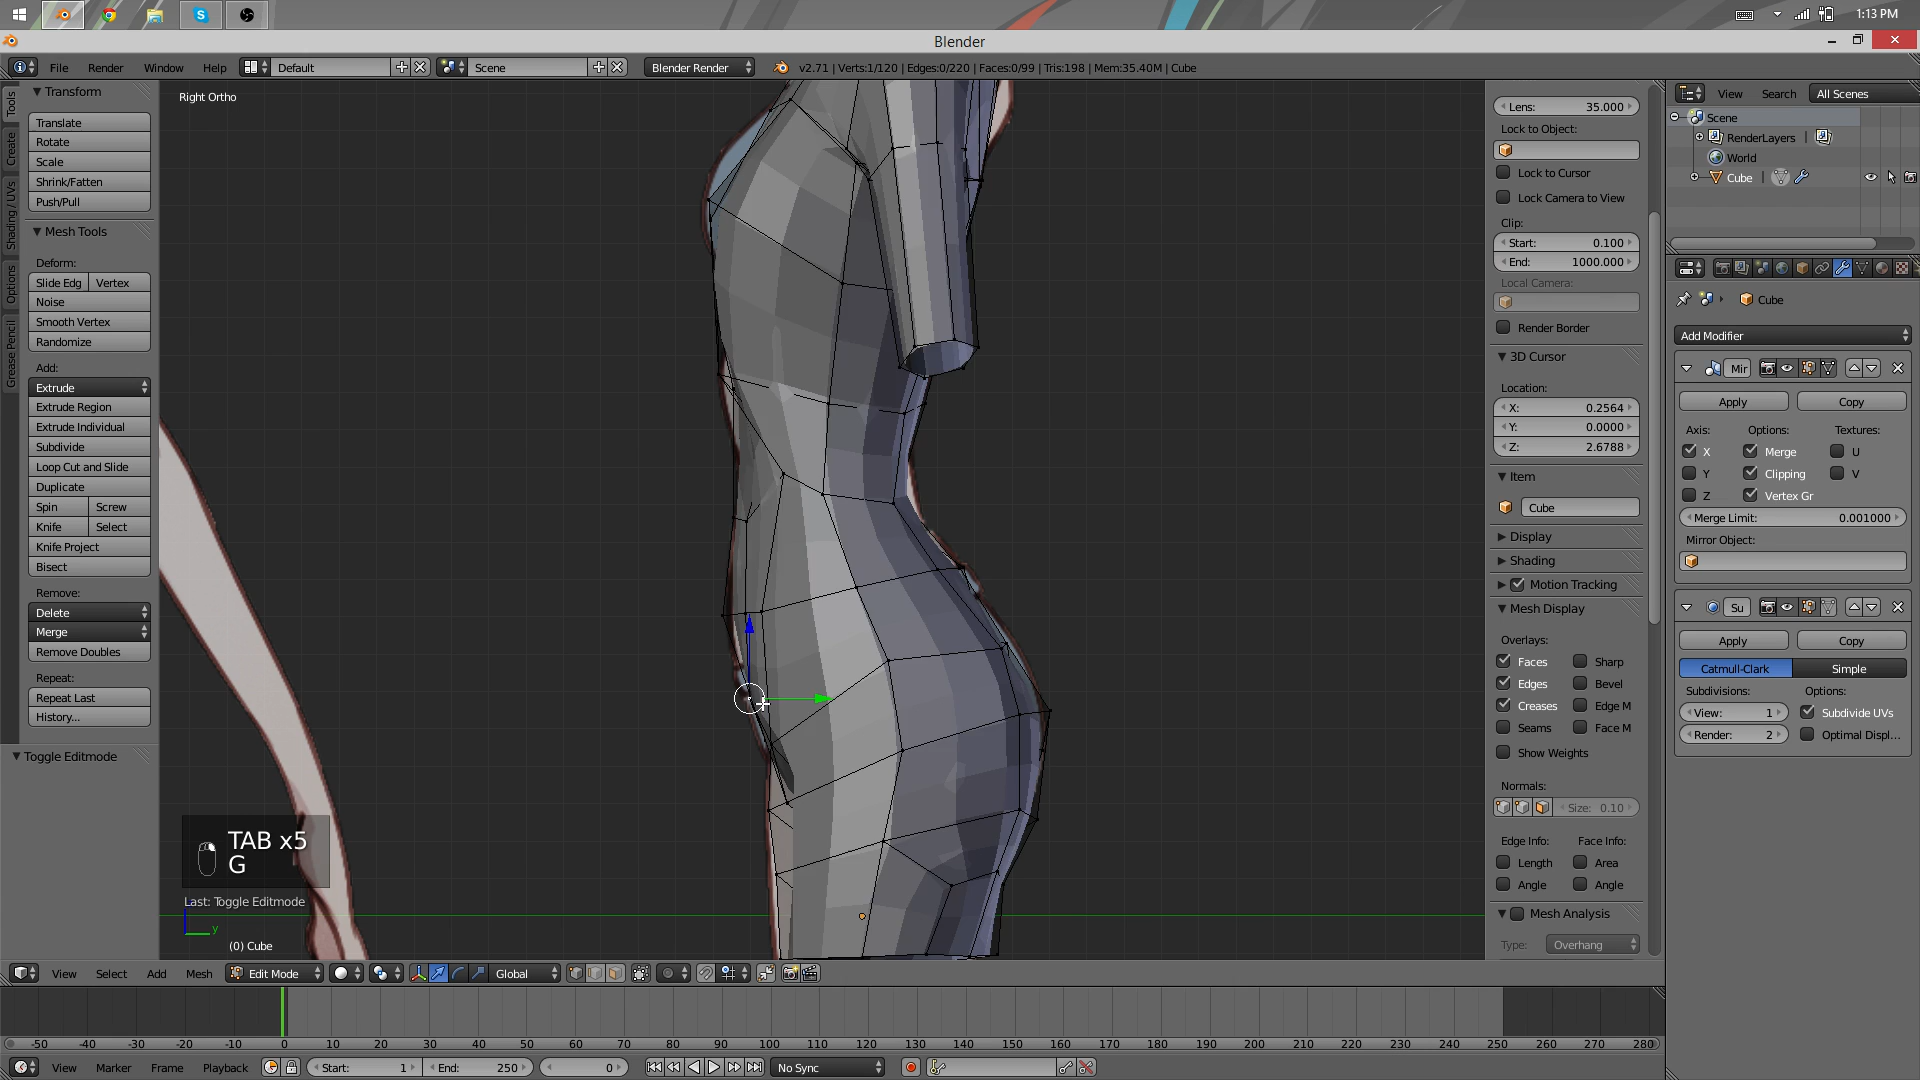 1:13 PM
Blender
File Render Window Help Default Scene Blender Render v2.71 | Verts:1/120 | Edges:0/220 | Faces:0/99 | Tris:198 | Mem:35.40M | Cube
Tools
Create
Shading / UVs
Options
Grease Pencil
Transform
Translate
Rotate
Scale
Shrink/Fatten
Push/Pull
Mesh Tools
Deform:
Slide Edg Vertex
Noise
Smooth Vertex
Randomize
Add:
Extrude
Extrude Region
Extrude Individual
Subdivide
Loop Cut and Slide
Duplicate
Spin Screw
Knife Select
Knife Project
Bisect
Remove:
Delete
Merge
Remove Doubles
Repeat:
Repeat Last
History...
Toggle Editmode
Right Ortho
TAB x5
G
Last: Toggle Editmode
y
(0) Cube
Lens: 35.000
Lock to Object:
Lock to Cursor
Lock Camera to View
Clip:
Start: 0.100
End: 1000.000
Local Camera:
Render Border
3D Cursor
Location:
X: 0.2564
Y: 0.0000
Z: 2.6788
Item
Cube
Display
Shading
Motion Tracking
Mesh Display
Overlays:
Faces Sharp
Edges Bevel
Creases Edge M
Seams Face M
Show Weights
Normals:
Size: 0.10
Edge Info: Face Info:
Length Area
Angle Angle
Mesh Analysis
Type: Overhang
View Search All Scenes
Scene
RenderLayers |
World
Cube |
Cube
Add Modifier
Mir
Apply Copy
Axis: Options: Textures:
X Merge U
Y Clipping V
Z Vertex Gr
Merge Limit: 0.001000
Mirror Object:
Su
Apply Copy
Catmull-Clark Simple
Subdivisions: Options:
View: 1 Subdivide UVs
Render: 2 Optimal Displ...
View Select Add Mesh Edit Mode Global
-50 -40 -30 -20 -10 0 10 20 30 40 50 60 70 80 90 100 110 120 130 140 150 160 170 180 190 200 210 220 230 240 250 260 270 280
View Marker Frame Playback Start: 1 End: 250 0 No Sync